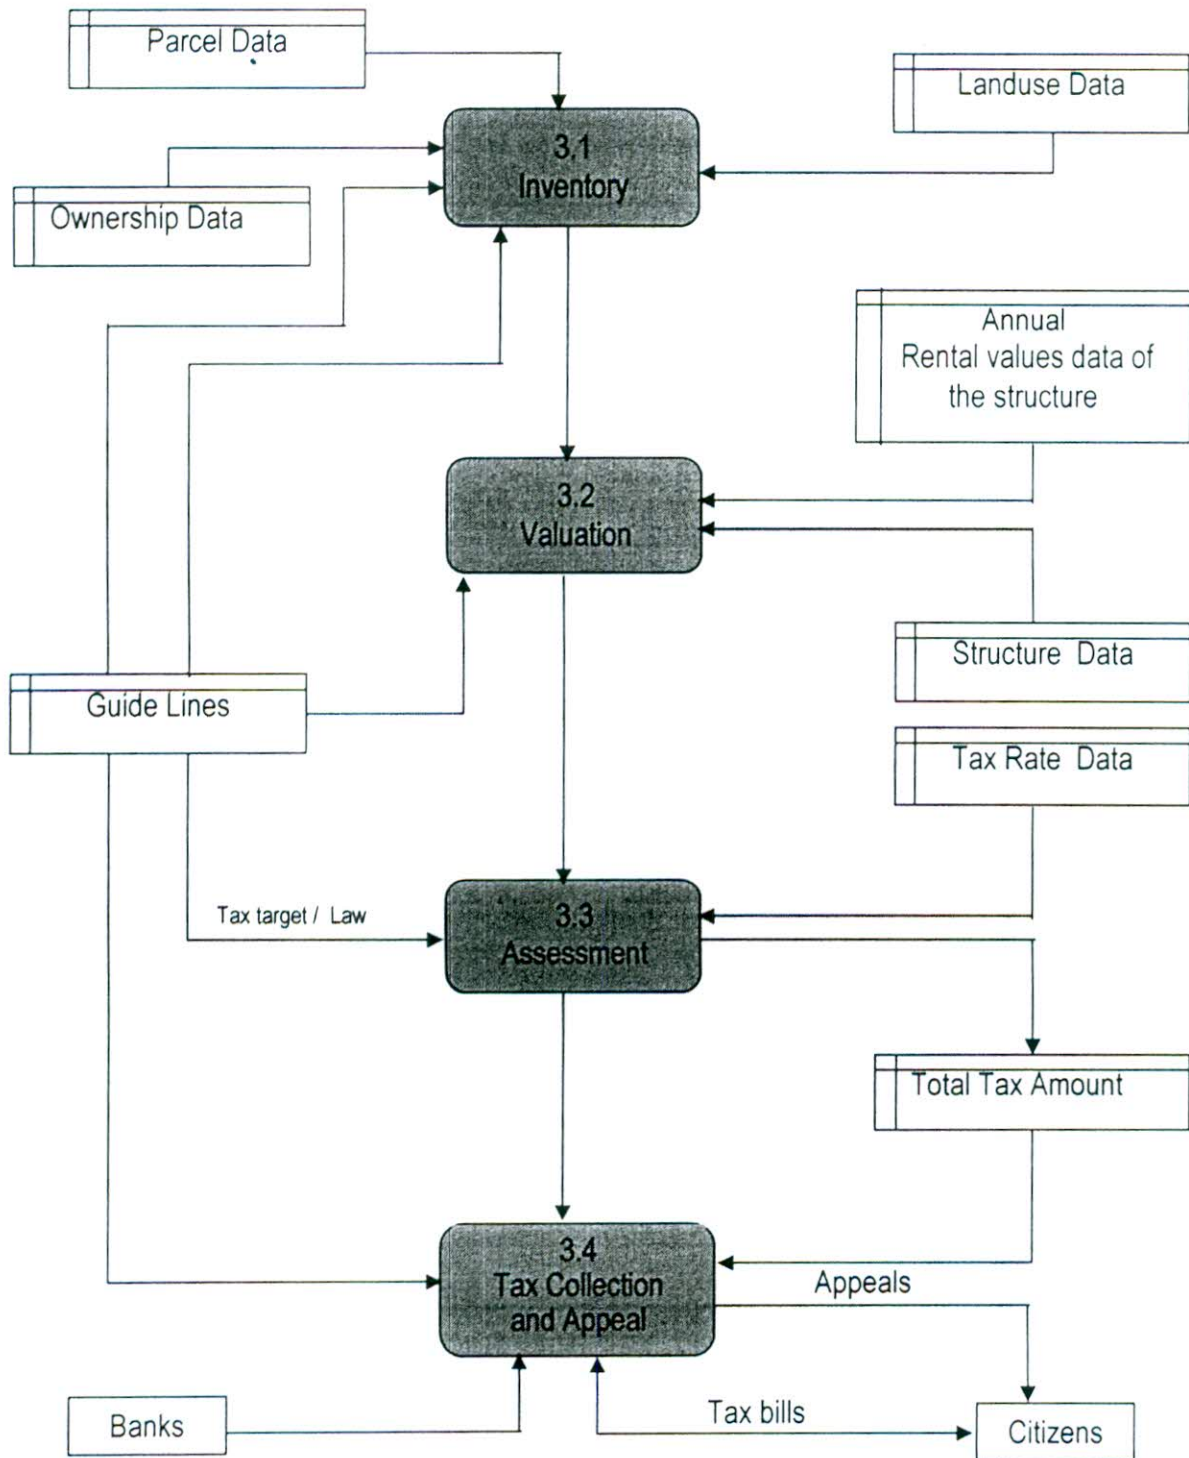 Parcel Data
Landuse Data
3.1
Inventory
Ownership Data
Annual
Rental values data of
the structure
3.2
Valuation
Structure Data
Guide Lines
Tax Rate Data
Tax target / Law
3.3
Assessment
Total Tax Amount
3.4
Tax Collection
and Appeal
Appeals
Tax bills
Banks
Citizens